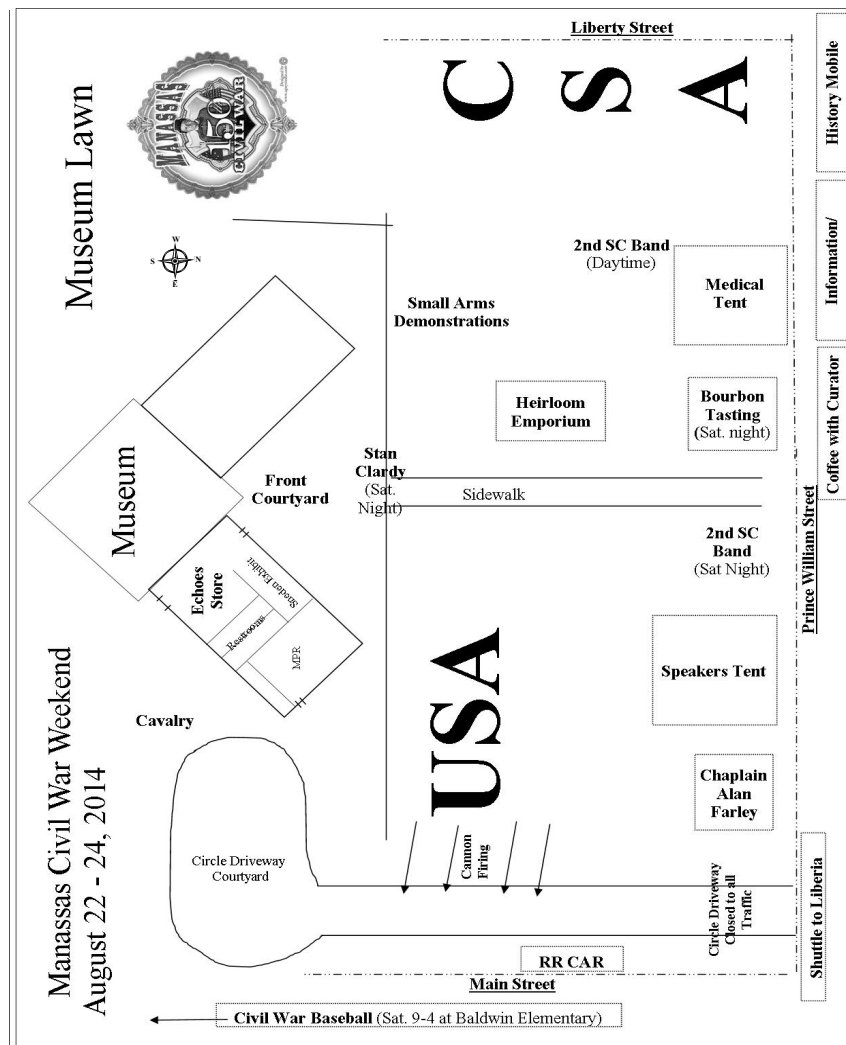 Liberty Street
Museum Lawn
MANASSAS
150
CIVIL WAR
C S A
History Mobile
W
S N
E
2nd SC Band
(Daytime)
Medical
Tent
Information/
Small Arms
Demonstrations
Heirloom
Emporium
Bourbon
Tasting
(Sat. night)
Coffee with Curator
Museum
Front
Courtyard
Stan
Clardy
(Sat.
Night)
Sidewalk
2nd SC
Band
(Sat Night)
Prince William Street
Echoes
Store
Sneden Exhibit
Restrooms
MPR
USA
Speakers Tent
Cavalry
Manassas Civil War Weekend
August 22 - 24, 2014
Chaplain
Alan
Farley
Circle Driveway
Courtyard
Cannon
Firing
Circle Driveway
Closed to all
Traffic
Shuttle to Liberia
RR CAR
Main Street
Civil War Baseball (Sat. 9-4 at Baldwin Elementary)